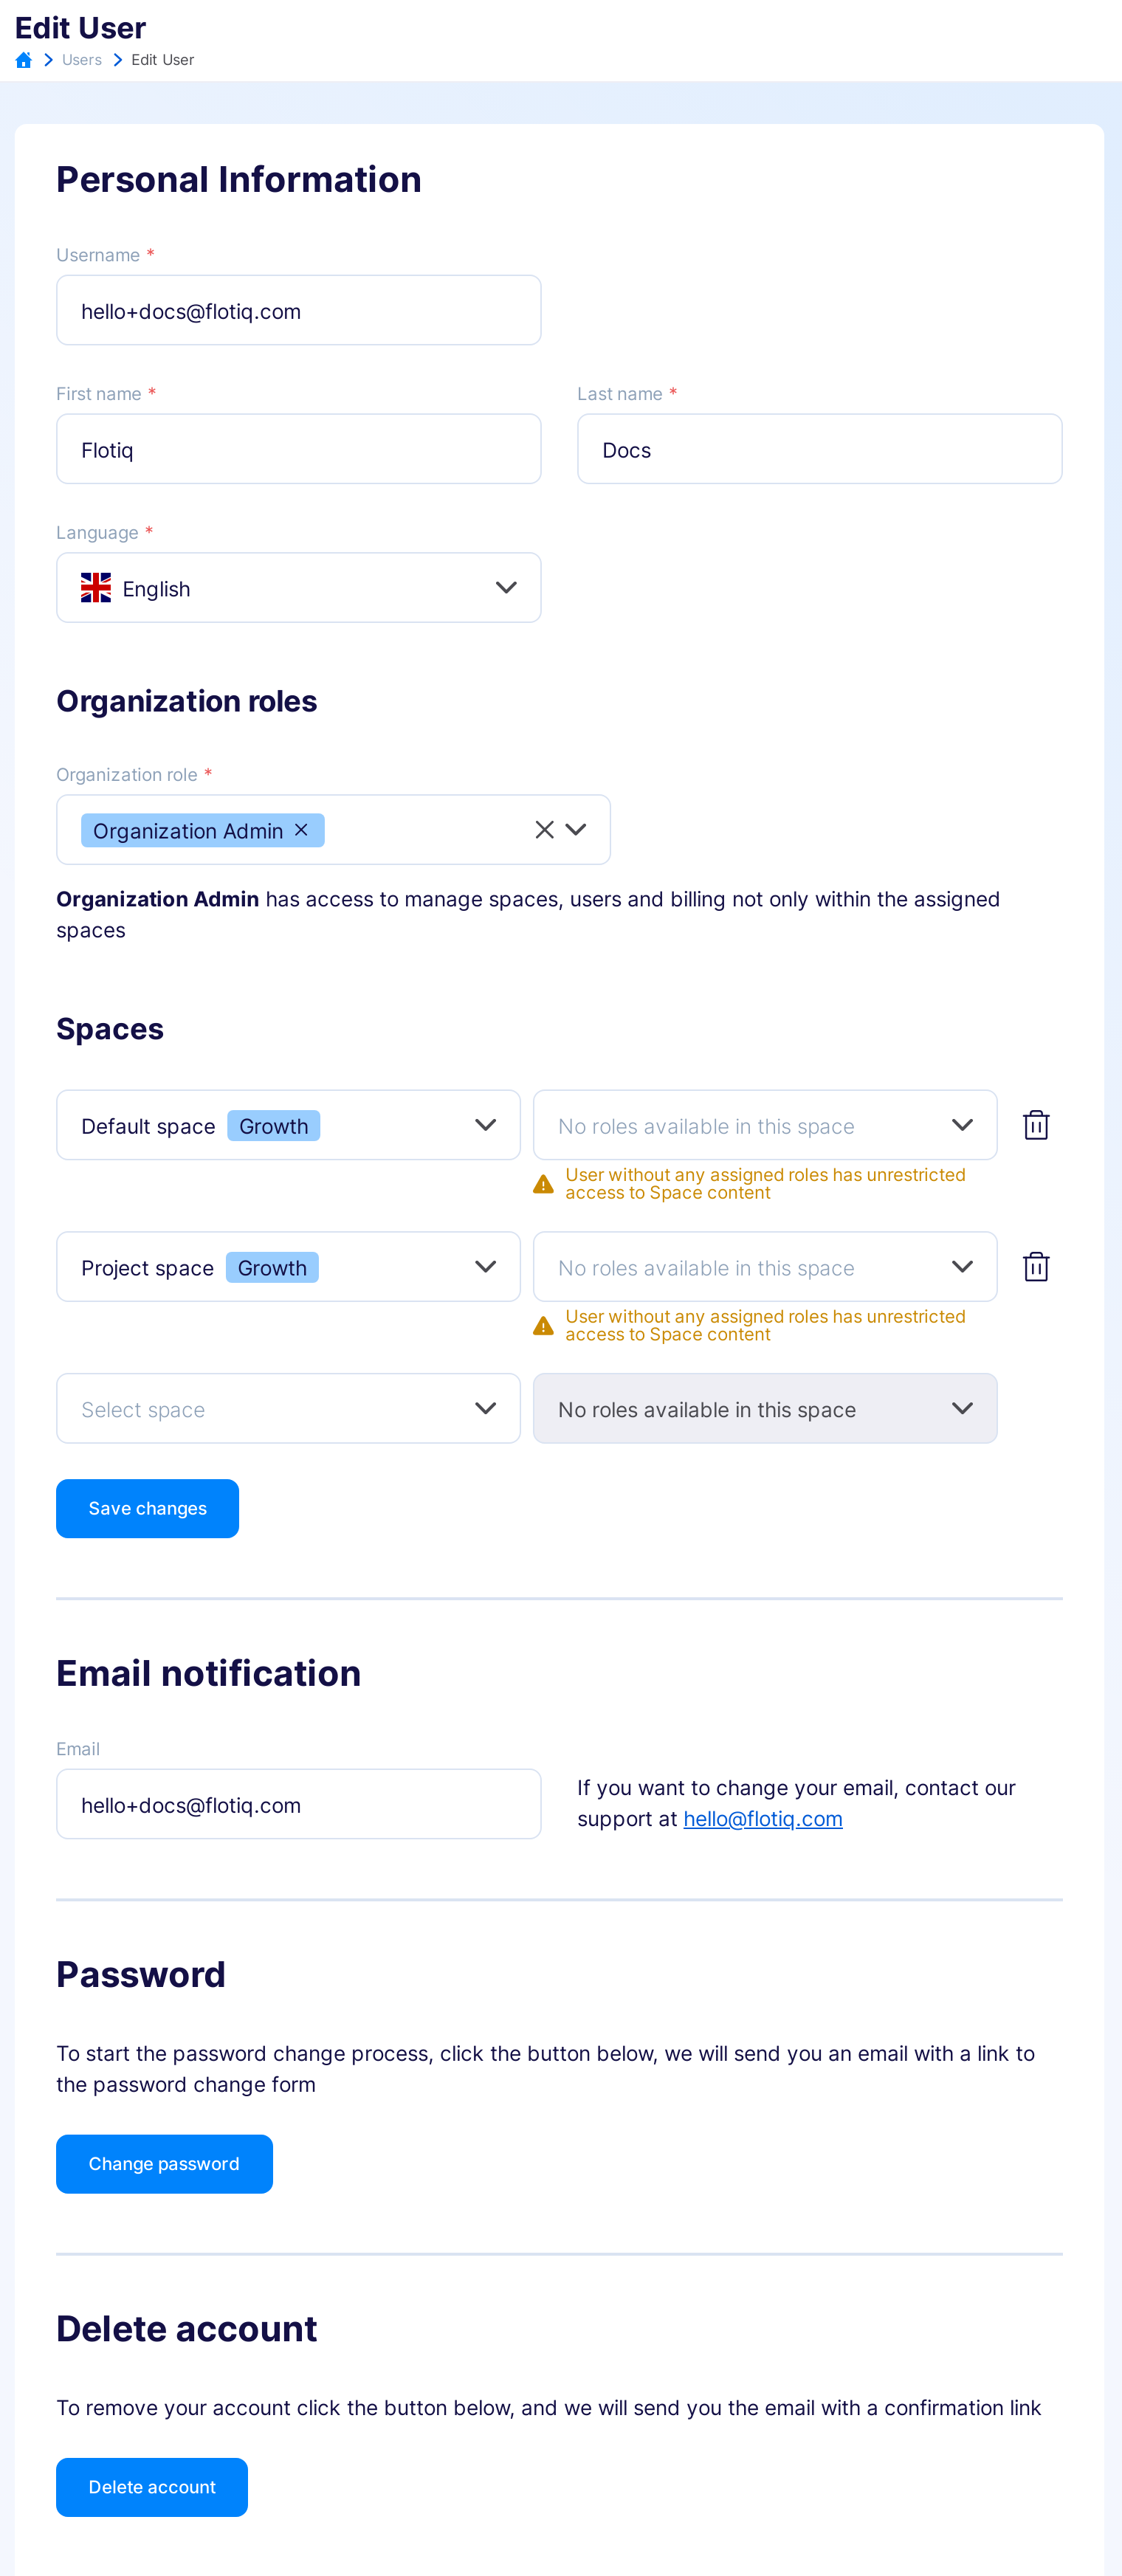 Edit User
Users
Edit User
Personal Information
Username *
hello+docs@flotiq.com
First name *
Last name *
Flotiq
Docs
Language *
English
Organization roles
Organization role *
Organization Admin
Organization Admin has access to manage spaces, users and billing not only within the assigned
spaces
Spaces
Default space Growth
No roles available in this space
User without any assigned roles has unrestricted
access to Space content
Project space Growth
No roles available in this space
User without any assigned roles has unrestricted
access to Space content
Select space
No roles available in this space
Save changes
Email notification
Email
hello+docs@flotiq.com
If you want to change your email, contact our
support at hello@flotiq.com
Password
To start the password change process, click the button below, we will send you an email with a link to
the password change form
Change password
Delete account
To remove your account click the button below, and we will send you the email with a confirmation link
Delete account